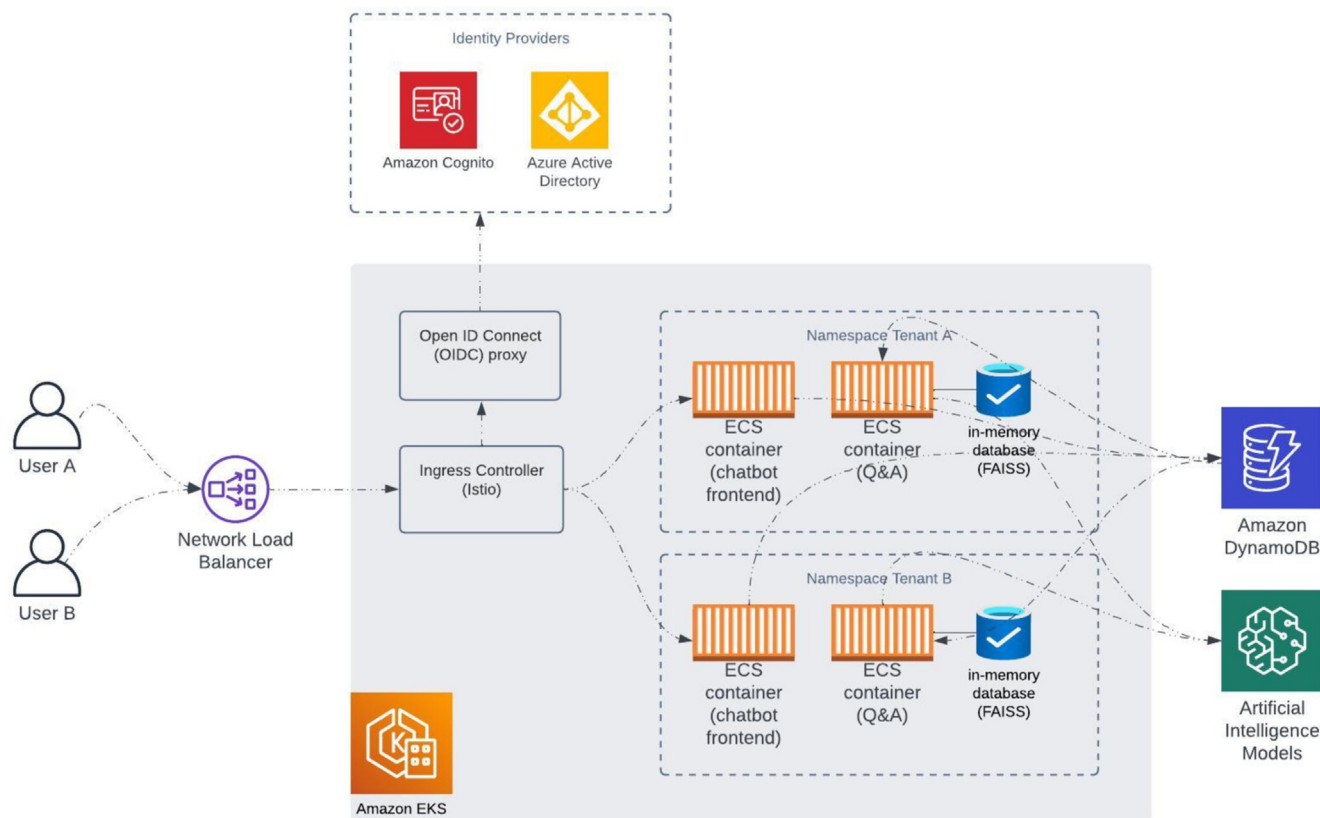 Identity Providers
Amazon Cognito
Azure Active
Directory
Open ID Connect
(OIDC) proxy
Ingress Controller
(Istio)
User A
User B
Network Load
Balancer
Namespace Tenant A
ECS
container
(chatbot
frontend)
ECS
container
(Q&A)
in-memory
database
(FAISS)
Namespace Tenant B
ECS
container
(chatbot
frontend)
ECS
container
(Q&A)
in-memory
database
(FAISS)
Amazon
DynamoDB
Artificial
Intelligence
Models
K
Amazon EKS